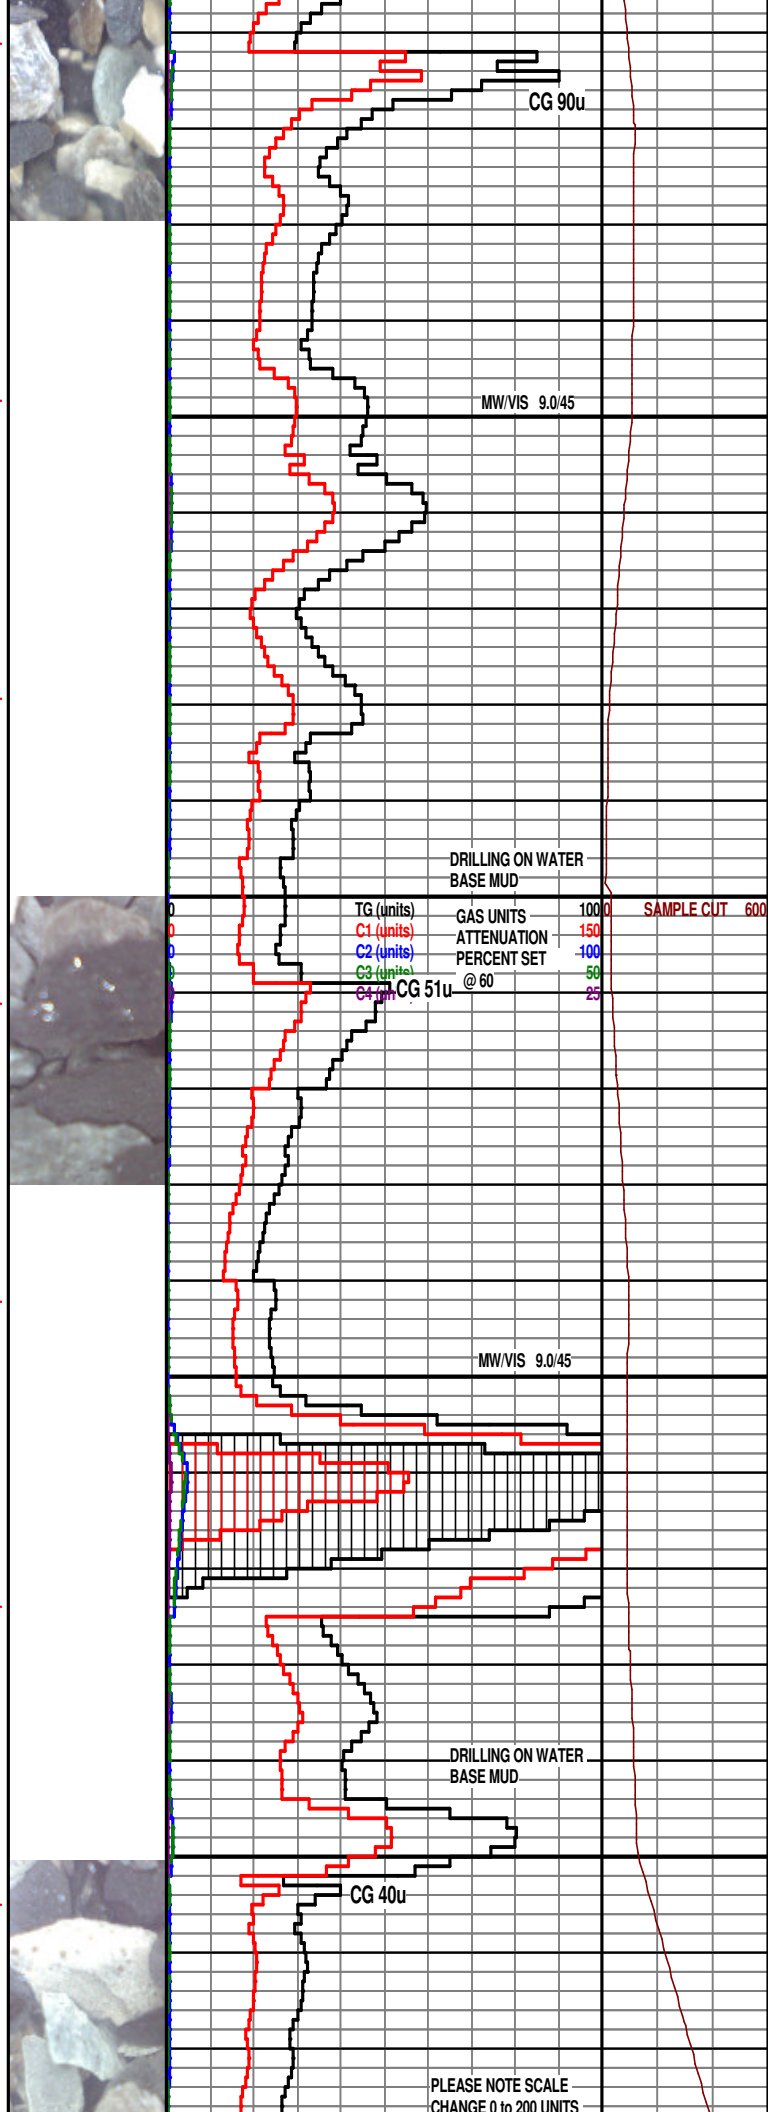 CG 90u
MW/VIS 9.0/45
DRILLING ON WATER
BASE MUD
0 TG (units) 100
0 C1 (units) 150
0 C2 (units) 100
0 C3 (units) 50
C4 25
GAS UNITS
ATTENUATION
PERCENT SET
@ 60
0 SAMPLE CUT 600
CG 51u
MW/VIS 9.0/45
DRILLING ON WATER
BASE MUD
CG 40u
PLEASE NOTE SCALE
CHANGE 0 to 200 UNITS